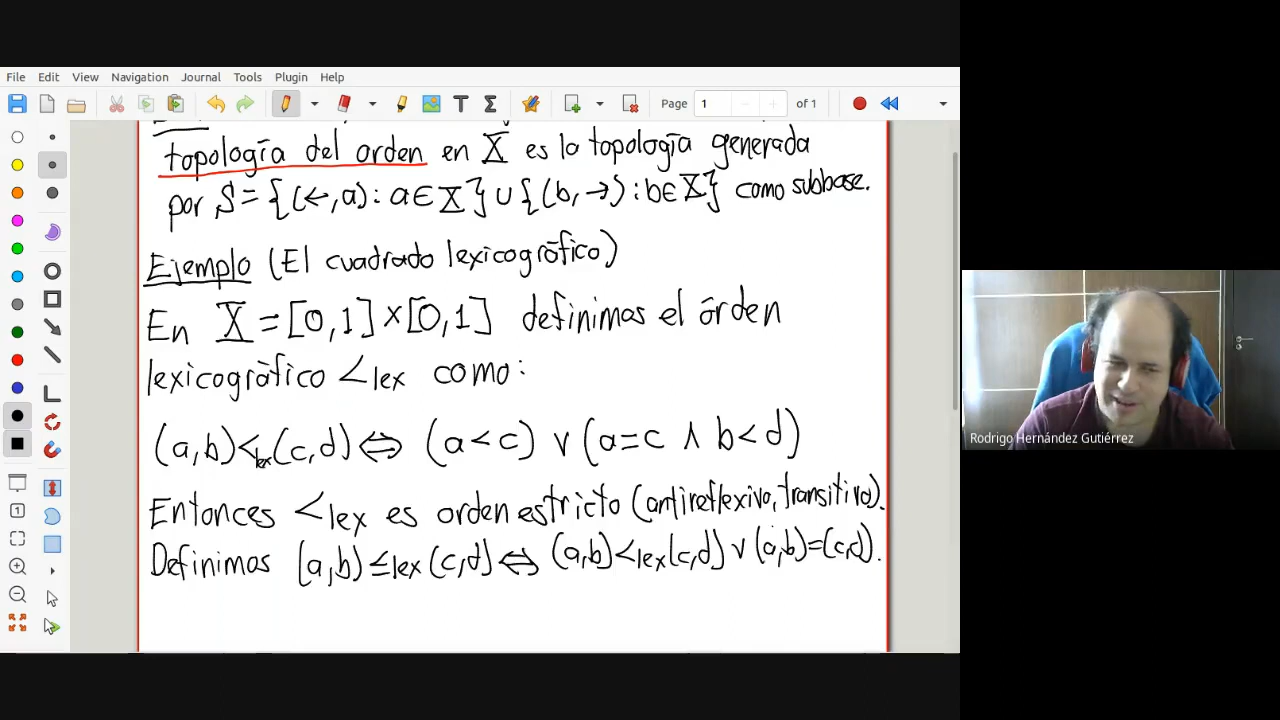 File Edit View Navigation Journal Tools Plugin Help
Page 1 of 1
topología del orden en X es la topología generada
por S = {(←, a) : a ∈ X} ∪ {(b, →) : b ∈ X} como subbase.
Ejemplo (El cuadrado lexicográfico)
En X = [0,1] × [0,1] definimos el órden
lexicográfico <lex como:
(a,b) <lex (c,d) ⇔ (a < c) ∨ (a = c ∧ b < d)
Entonces <lex es orden estricto (antireflexivo, transitivo).
Definimos (a,b) ≤lex (c,d) ⇔ (a,b) <lex (c,d) ∨ (a,b) = (c,d).
Rodrigo Hernández Gutiérrez